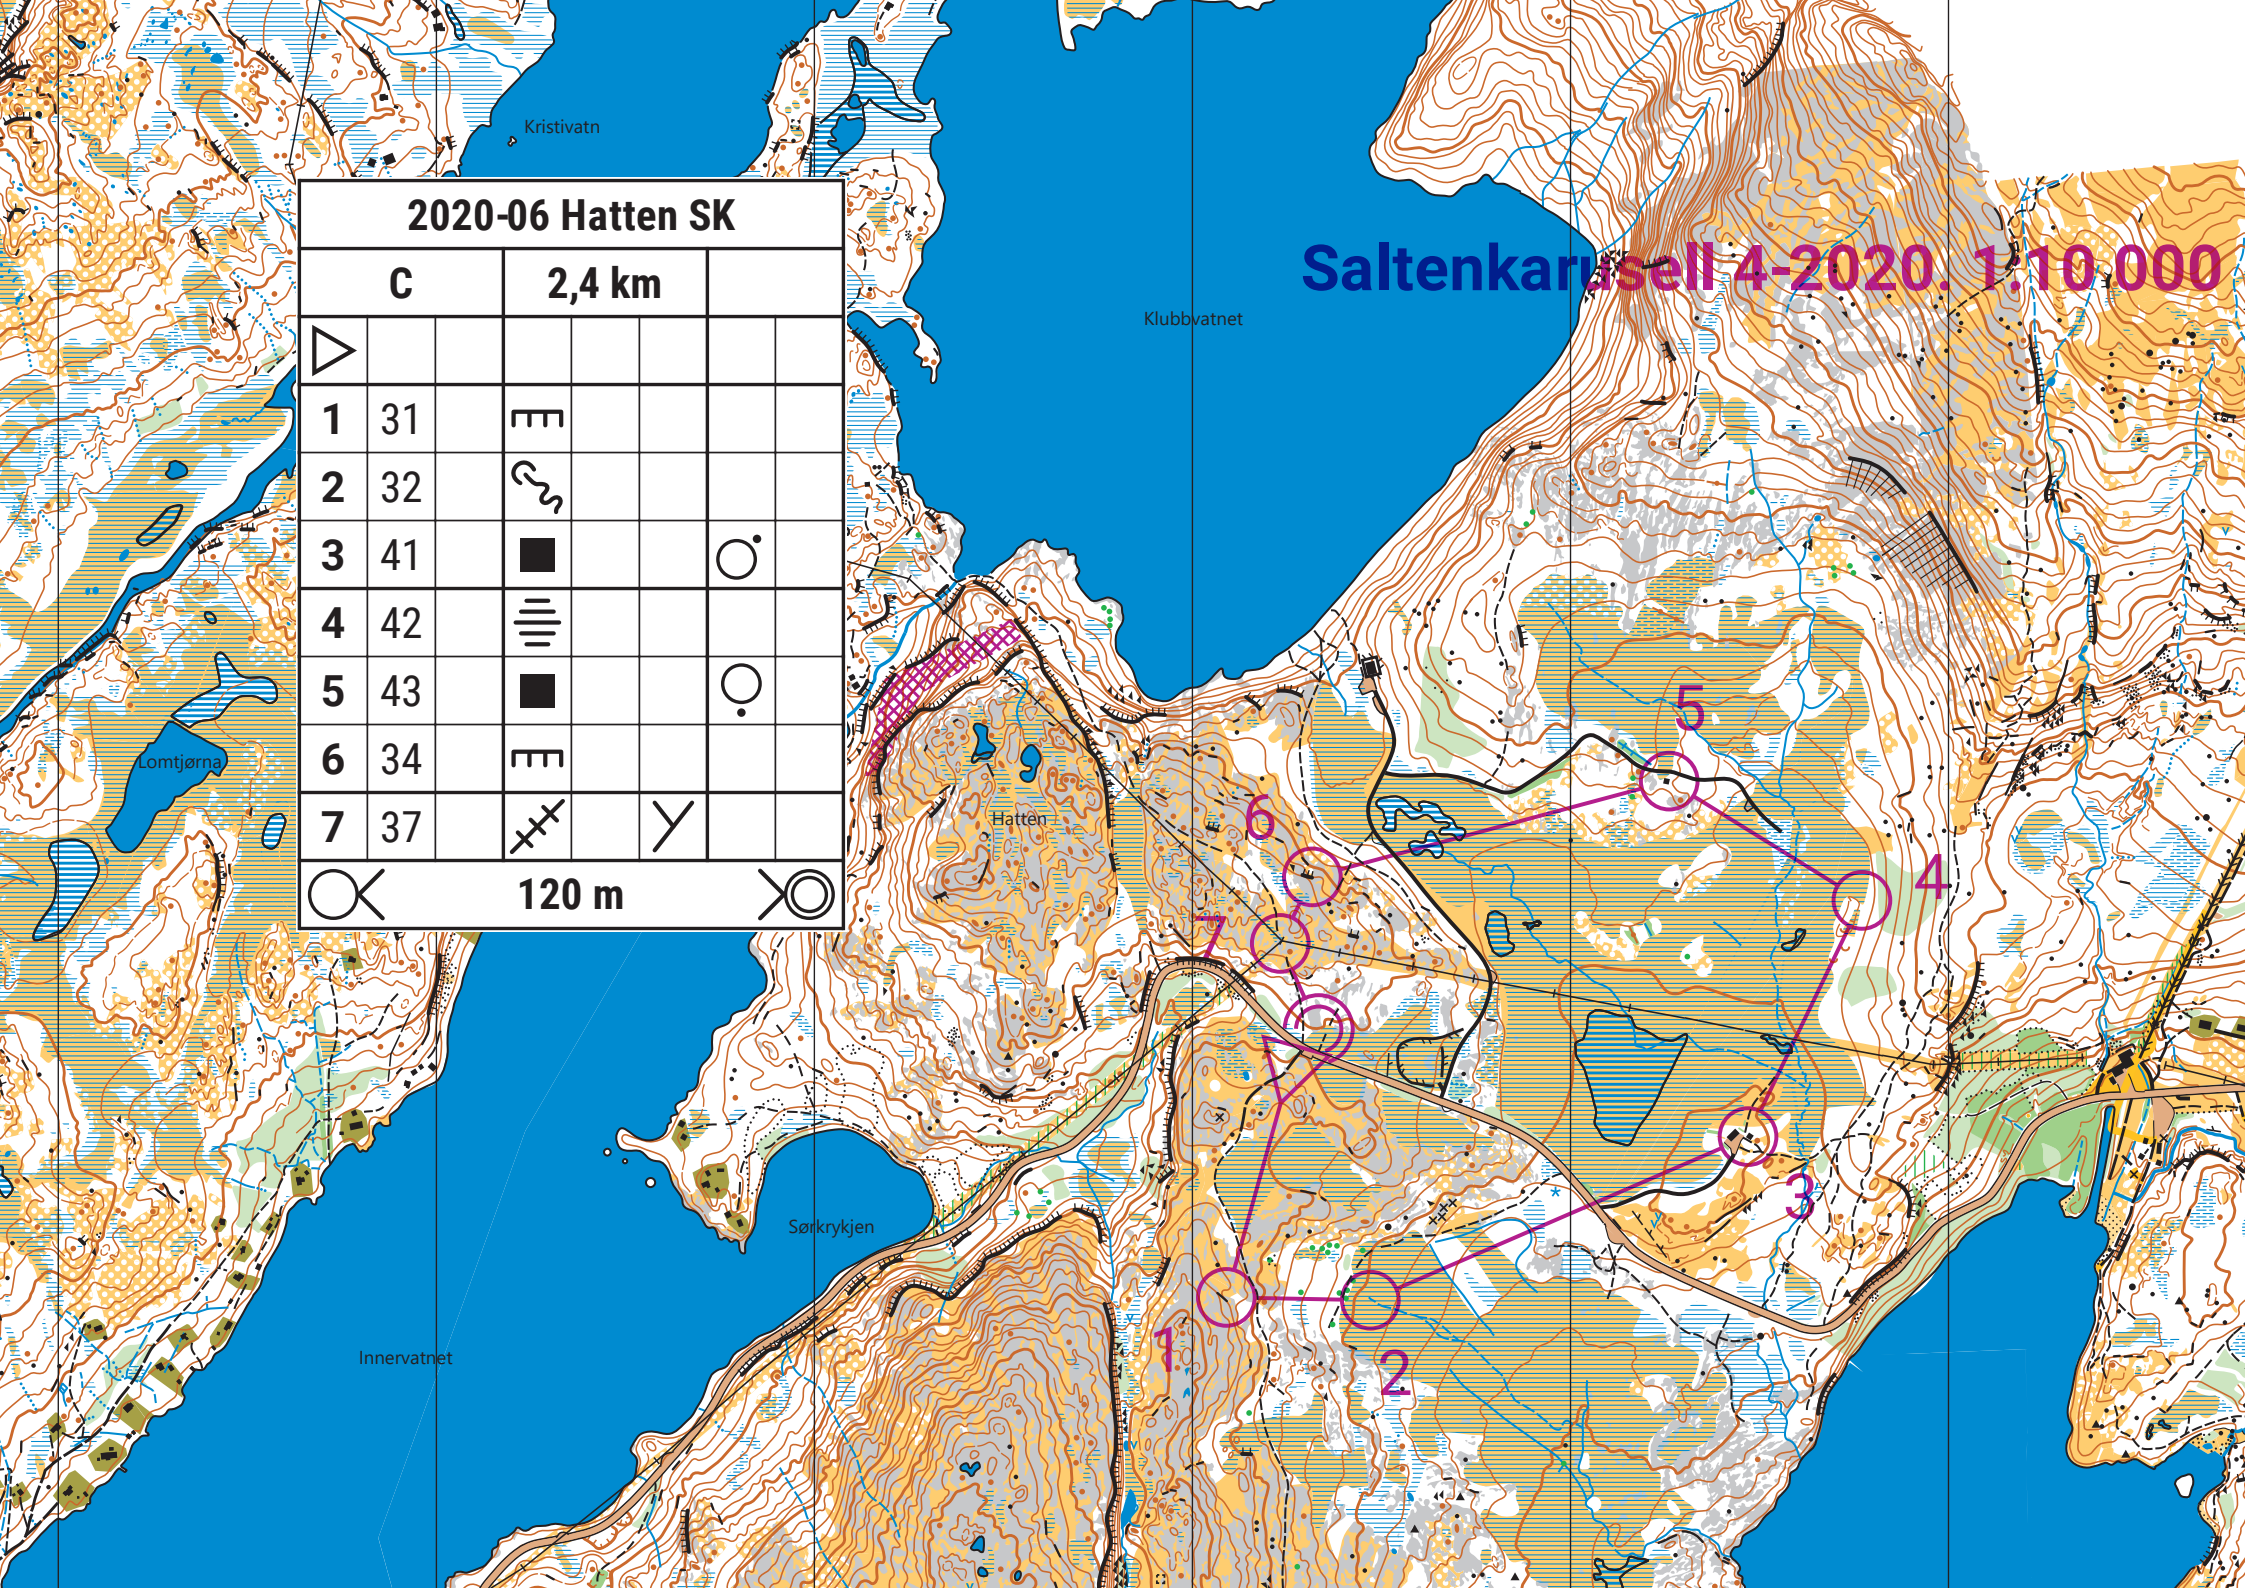 Kristivatn
2020-06 Hatten SK
C 2,4 km
1 31
2 32
3 41
4 42
5 43
6 34
7 37
120 m
Saltenkarusell 4-2020. 1:10 000
Klubbvatnet
Lomtjørna
Hatten
Sørkrykjen
Innervatnet
5
6
4
7
3
1
2